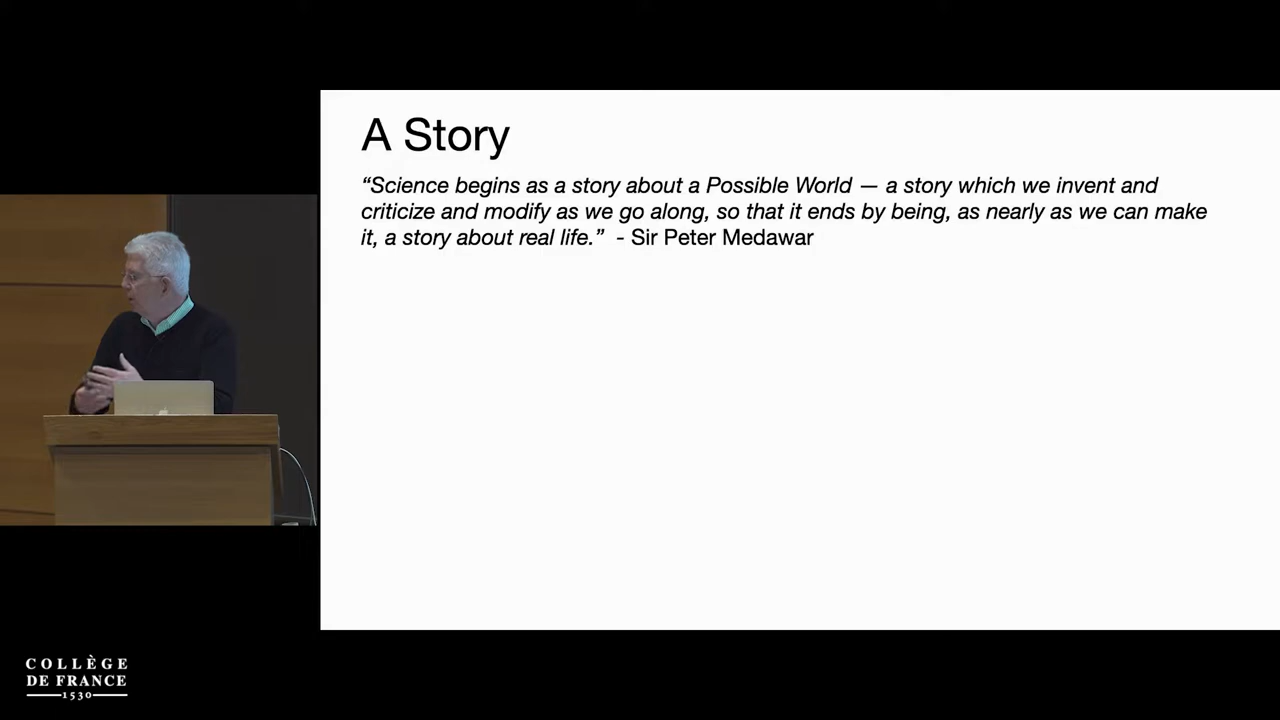 A Story
“Science begins as a story about a Possible World — a story which we invent and
criticize and modify as we go along, so that it ends by being, as nearly as we can make
it, a story about real life.”  - Sir Peter Medawar
COLLÈGE
DE FRANCE
1530